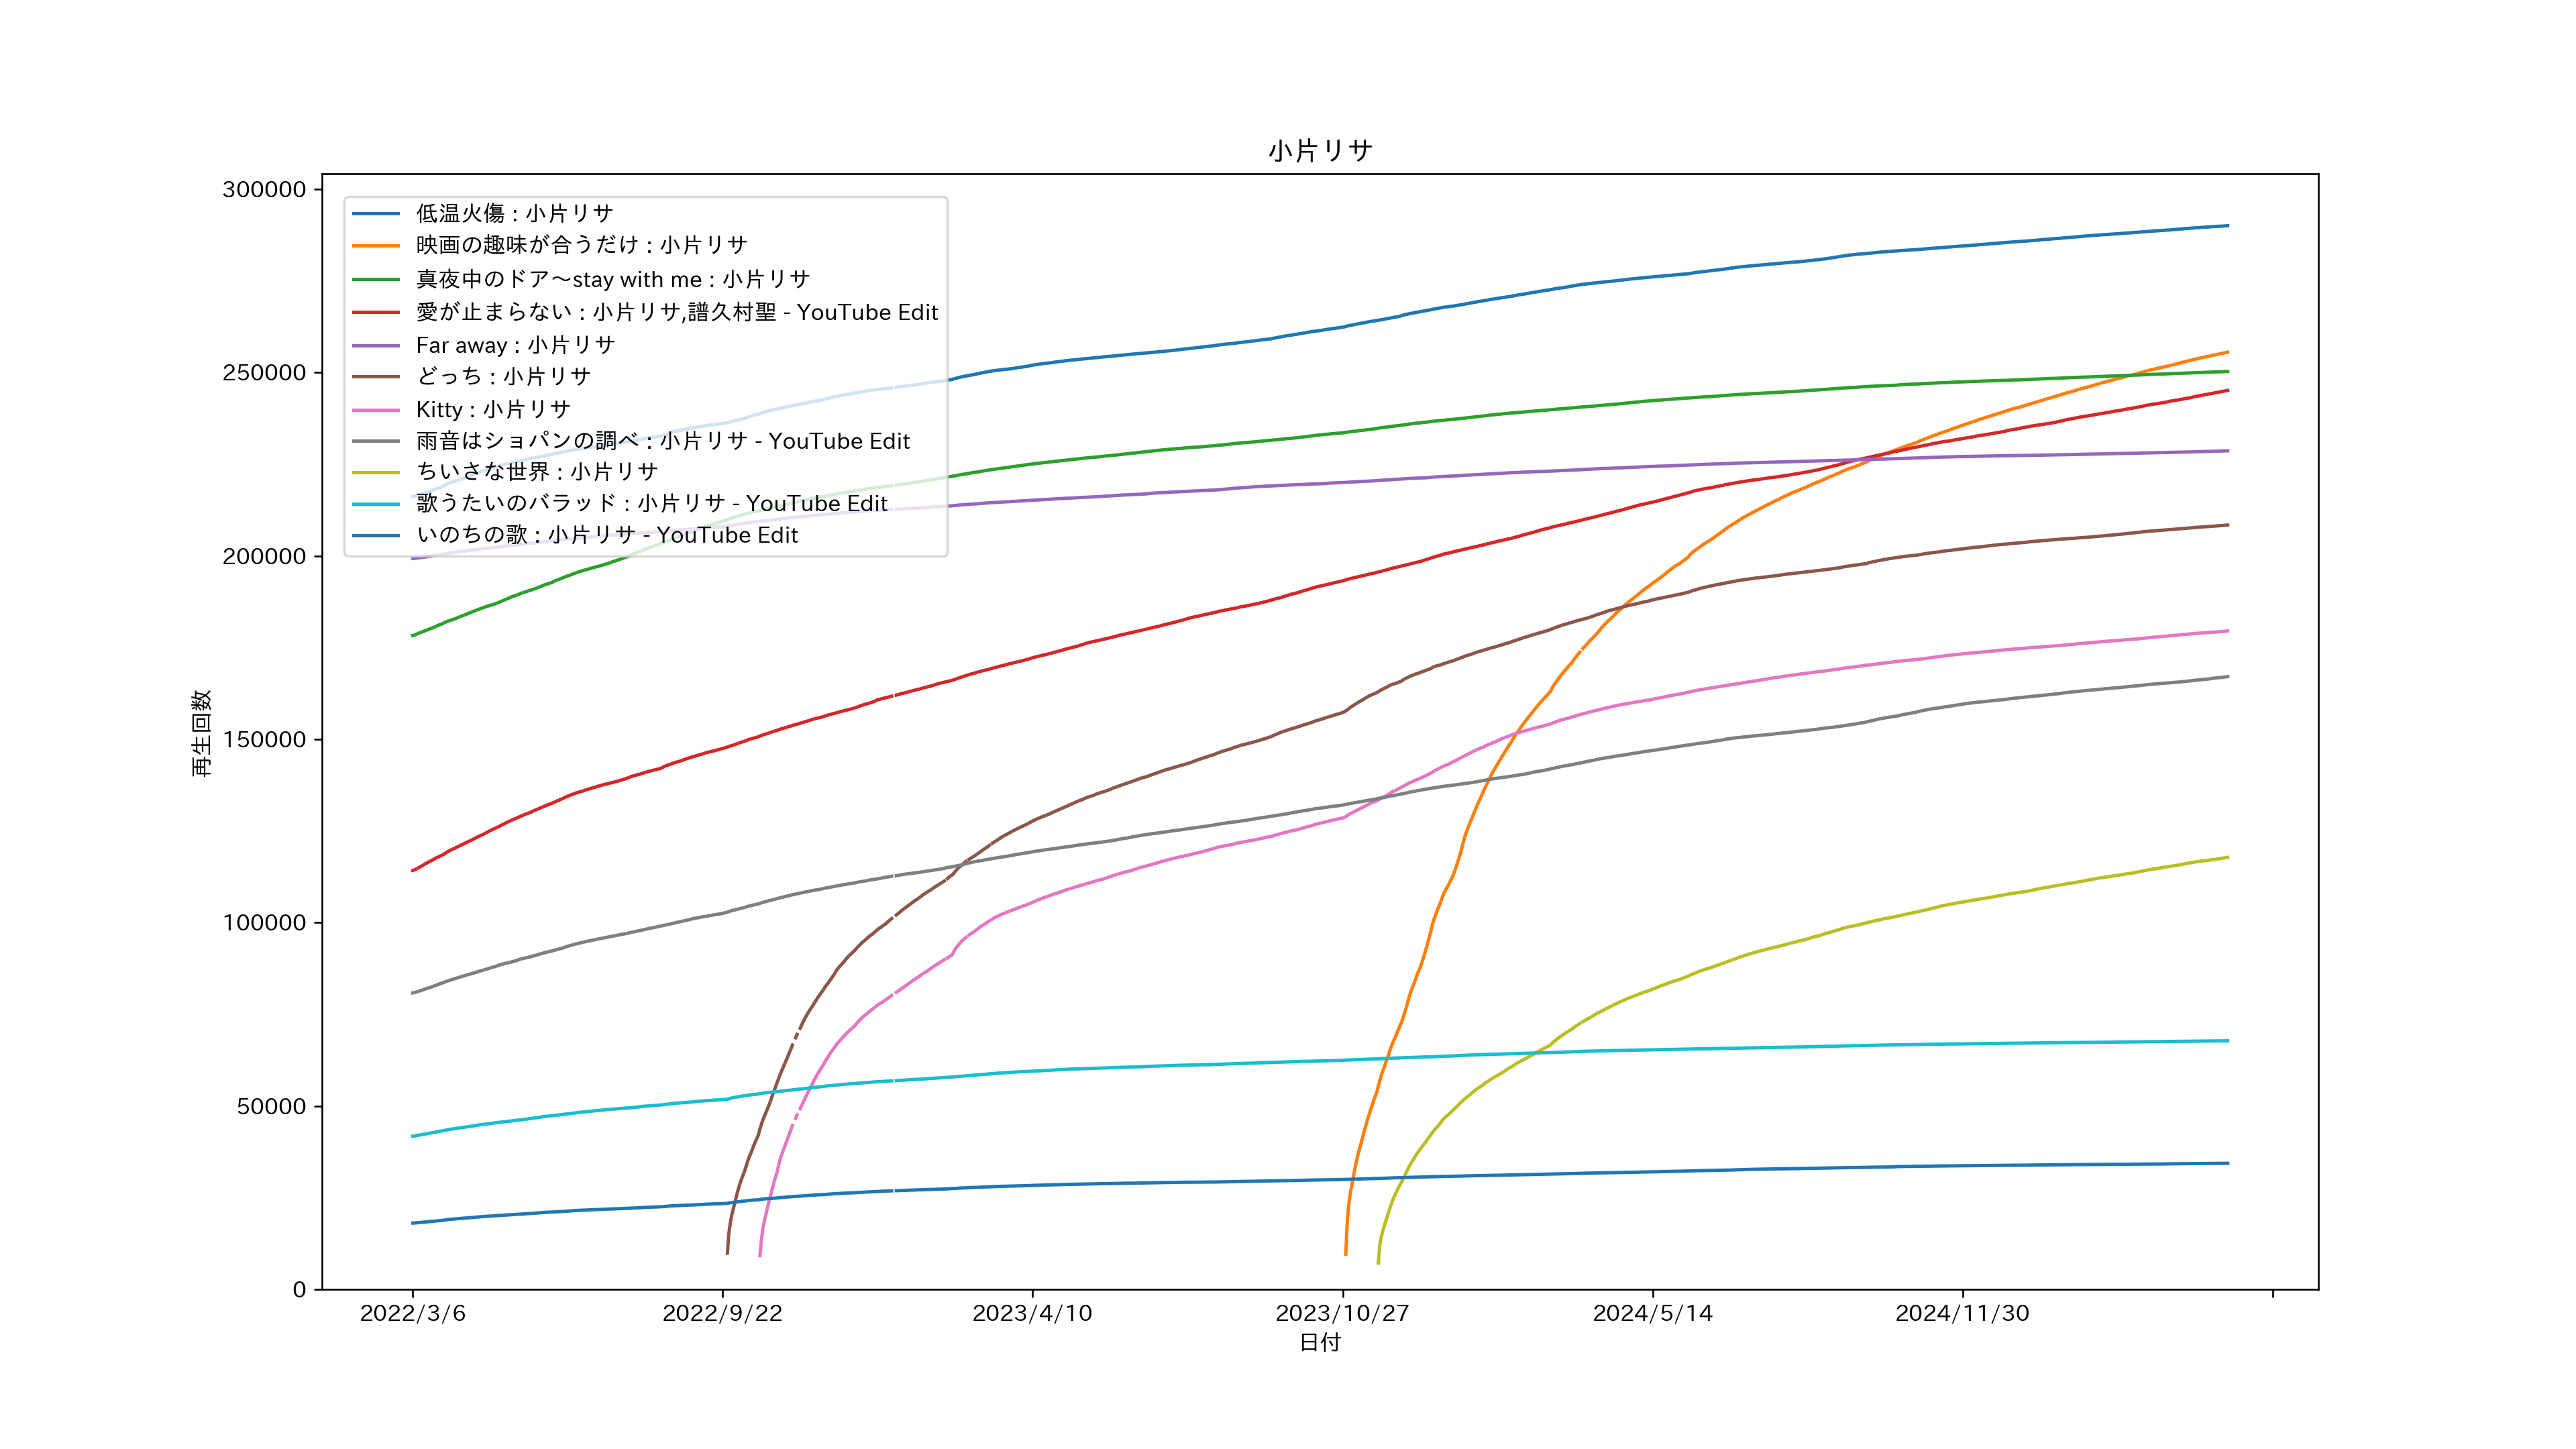 小片リサ
300000
250000
200000
150000
100000
50000
0
再生回数
低温火傷 : 小片リサ
映画の趣味が合うだけ : 小片リサ
真夜中のドア～stay with me : 小片リサ
愛が止まらない : 小片リサ,譜久村聖 - YouTube Edit
Far away : 小片リサ
どっち : 小片リサ
Kitty : 小片リサ
雨音はショパンの調べ : 小片リサ - YouTube Edit
ちいさな世界 : 小片リサ
歌うたいのバラッド : 小片リサ - YouTube Edit
いのちの歌 : 小片リサ - YouTube Edit
2022/3/6
2022/9/22
2023/4/10
2023/10/27
2024/5/14
2024/11/30
日付